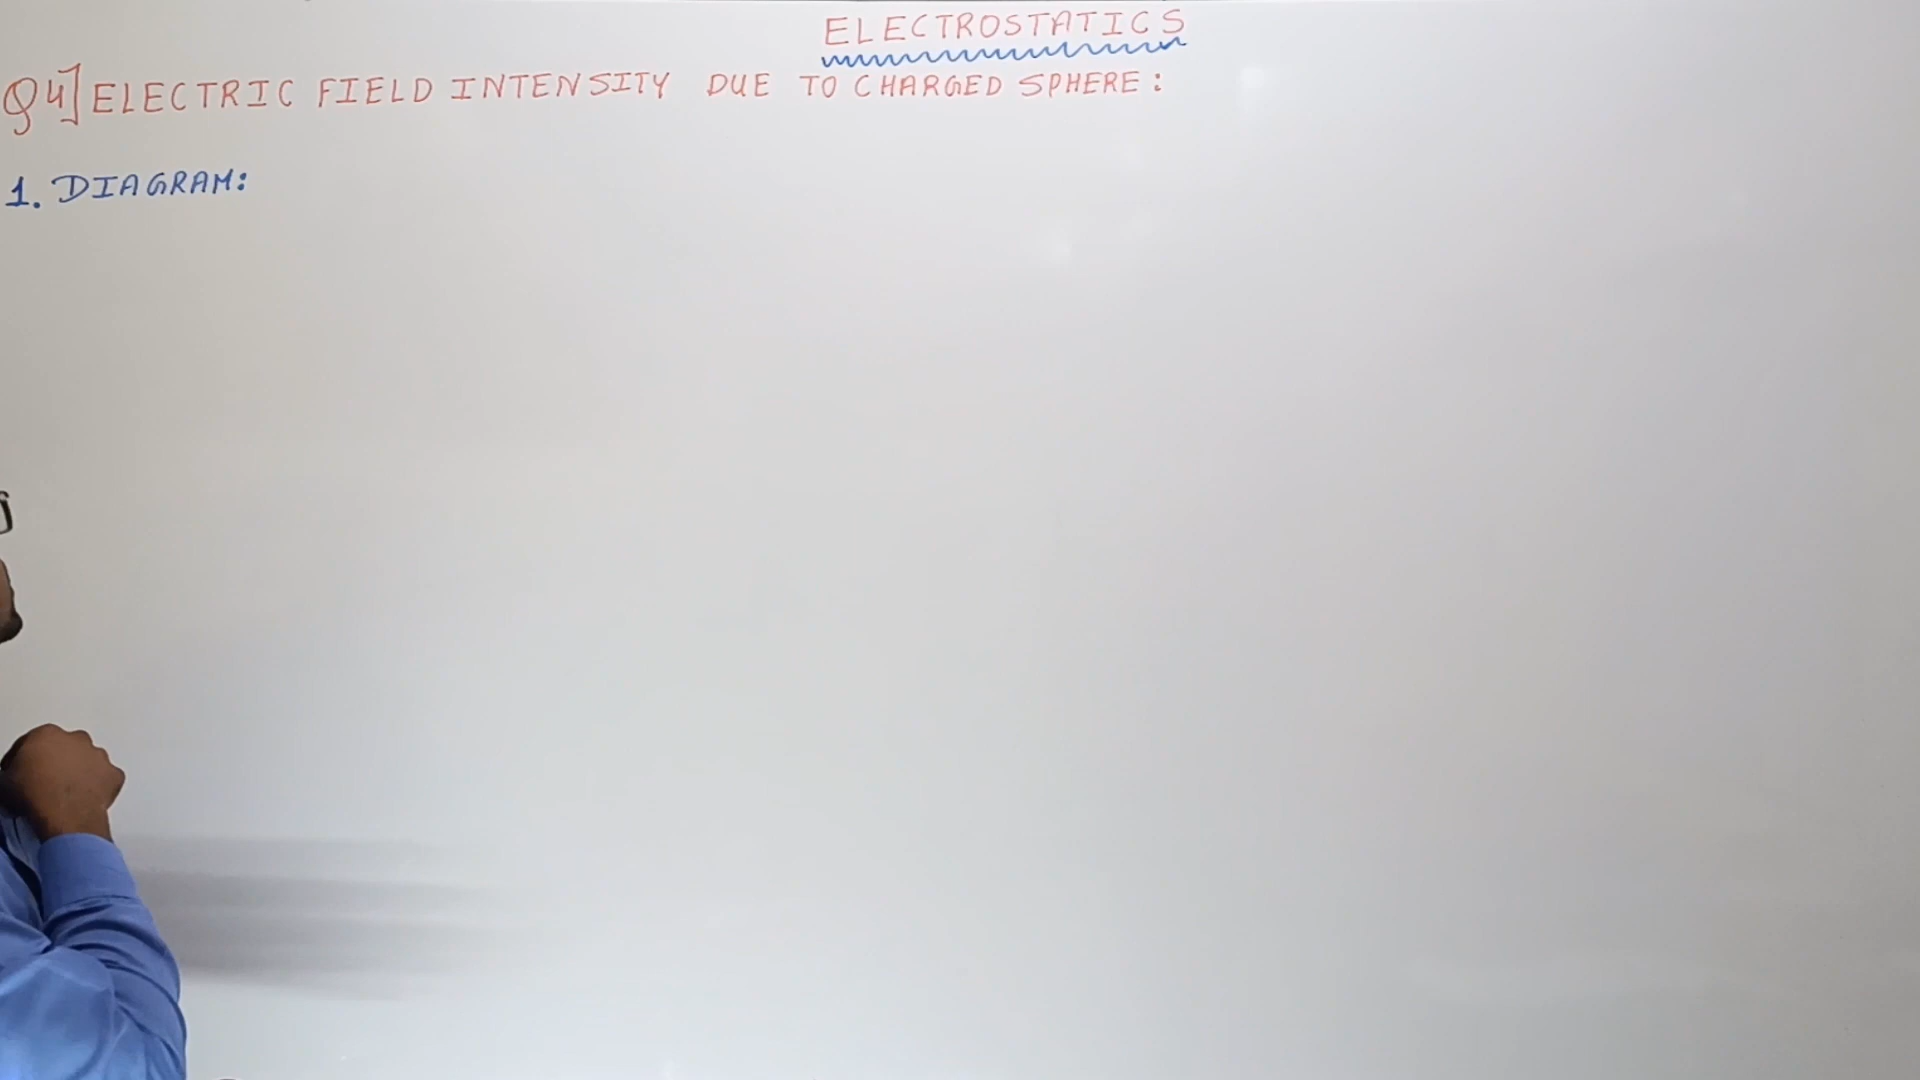 ELECTROSTATICS
Q4] ELECTRIC FIELD INTENSITY DUE TO CHARGED SPHERE:
1. DIAGRAM: